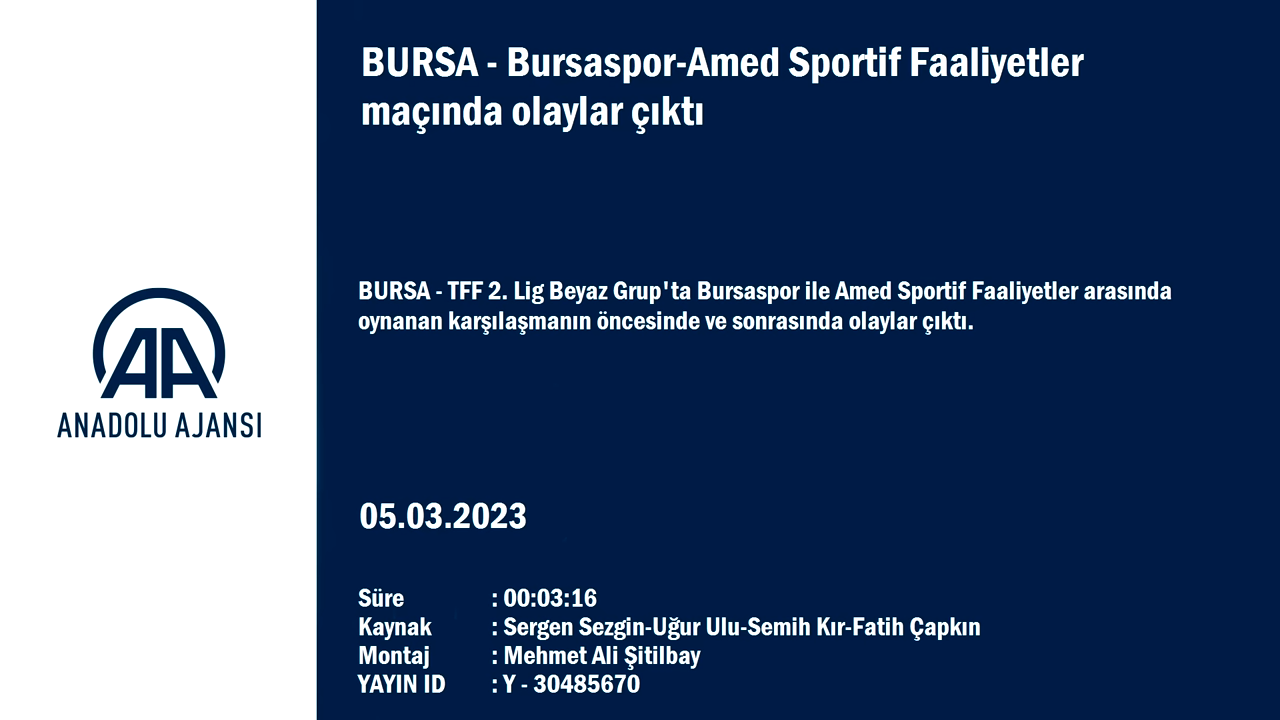 BURSA - Bursaspor-Amed Sportif Faaliyetler
maçında olaylar çıktı
BURSA - TFF 2. Lig Beyaz Grup'ta Bursaspor ile Amed Sportif Faaliyetler arasında
oynanan karşılaşmanın öncesinde ve sonrasında olaylar çıktı.
AA
ANADOLU AJANSI
05.03.2023
Süre : 00:03:16
Kaynak : Sergen Sezgin-Uğur Ulu-Semih Kır-Fatih Çapkın
Montaj : Mehmet Ali Şitilbay
YAYIN ID : Y - 30485670